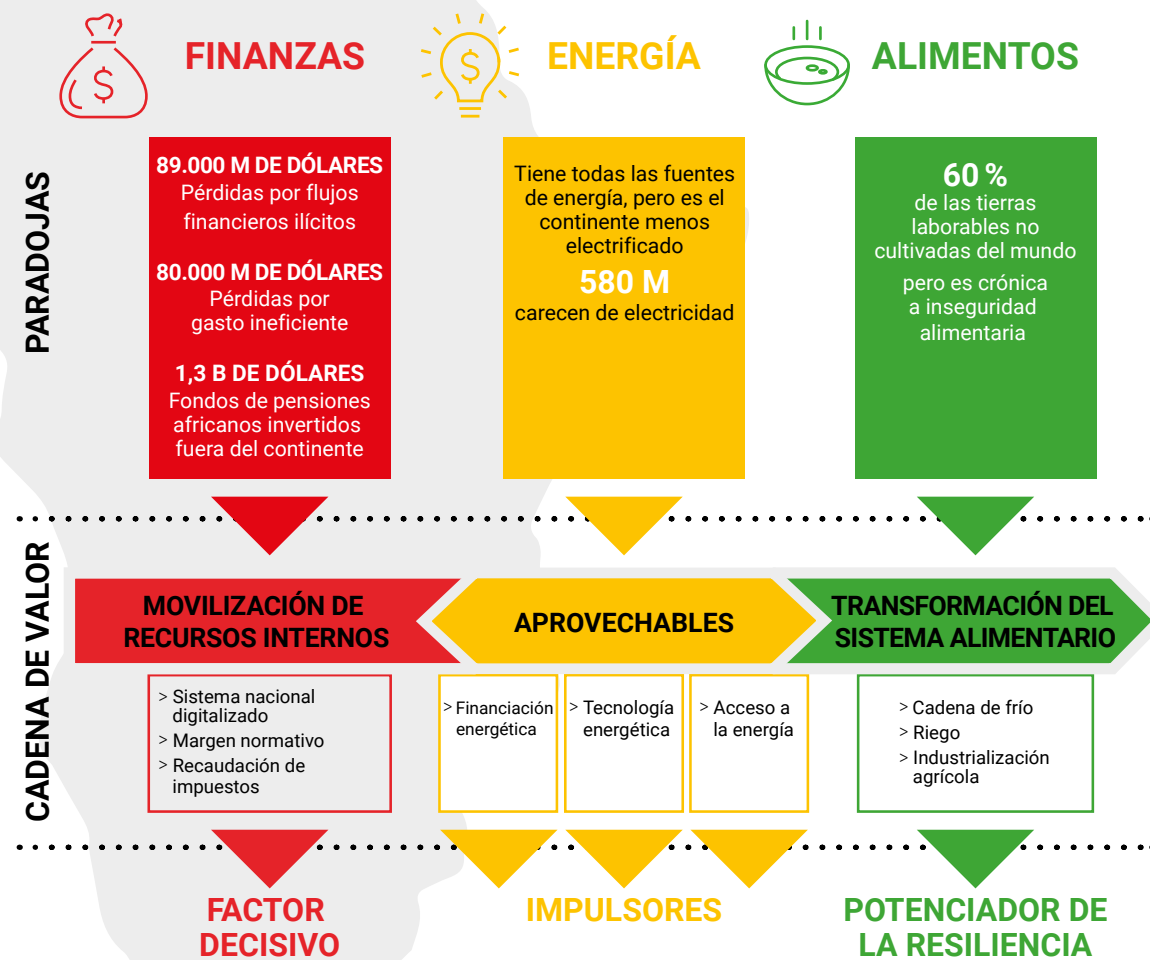 FINANZAS
ENERGÍA
ALIMENTOS
$
$
PARADOJAS
89.000 M DE DÓLARES
Pérdidas por flujos
financieros ilícitos
80.000 M DE DÓLARES
Pérdidas por
gasto ineficiente
1,3 B DE DÓLARES
Fondos de pensiones
africanos invertidos
fuera del continente
Tiene todas las fuentes
de energía, pero es el
continente menos
electrificado
580 M
carecen de electricidad
60 %
de las tierras
laborables no
cultivadas del mundo
pero es crónica
a inseguridad
alimentaria
CADENA DE VALOR
MOVILIZACIÓN DE
RECURSOS INTERNOS
APROVECHABLES
TRANSFORMACIÓN DEL
SISTEMA ALIMENTARIO
> Sistema nacional
digitalizado
> Margen normativo
> Recaudación de
impuestos
> Financiación
energética
> Tecnología
energética
> Acceso a
la energía
> Cadena de frío
> Riego
> Industrialización
agrícola
FACTOR
DECISIVO
IMPULSORES
POTENCIADOR DE
LA RESILIENCIA